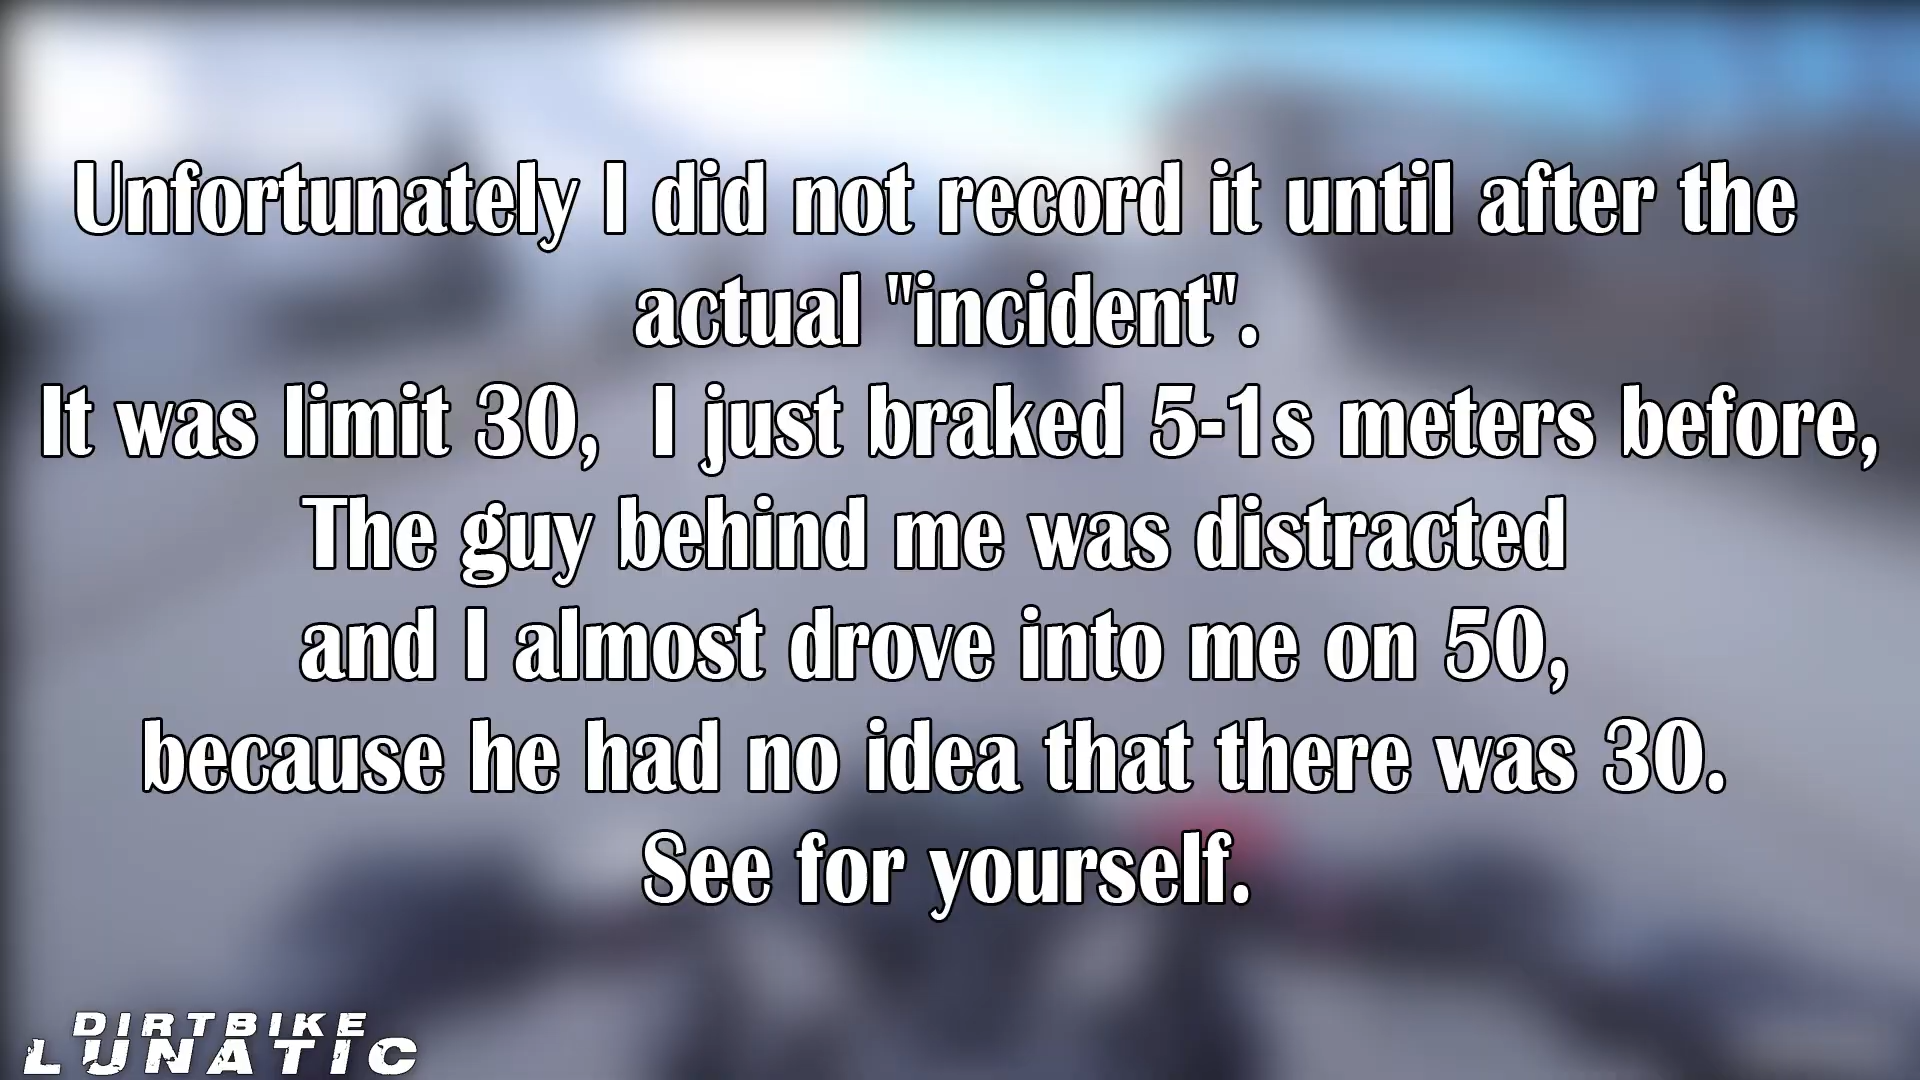 Unfortunately I did not record it until after the
actual "incident".
It was limit 30,  I just braked 5-1s meters before,
The guy behind me was distracted
and I almost drove into me on 50,
because he had no idea that there was 30.
See for yourself.
DIRTBIKE
LUNATIC